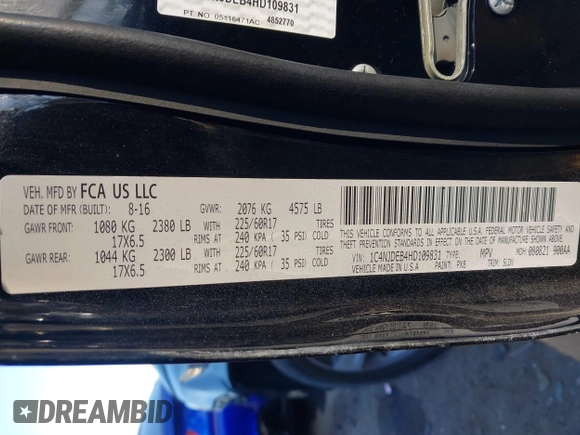 DEB4HD109831
PT. NO. 05116471AC 4852770
VEH. MFD BY FCA US LLC
DATE OF MFR (BUILT): 8-16 GVWR: 2076 KG 4575 LB
GAWR FRONT: 1080 KG 2380 LB WITH 225/60R17 TIRES
17X6.5 RIMS AT 240 KPA ( 35 PSI) COLD
GAWR REAR: 1044 KG 2300 LB WITH 225/60R17 TIRES
17X6.5 RIMS AT 240 KPA ( 35 PSI) COLD
THIS VEHICLE CONFORMS TO ALL APPLICABLE U.S.A. FEDERAL MOTOR VEHICLE SAFETY AND
THEFT PREVENTION STANDARDS IN EFFECT ON THE DATE OF MANUFACTURE SHOWN ABOVE.
VIN: 1C4NJDEB4HD109831 TYPE: MPV MDH: 080821 900AA
VEHICLE MADE IN U.S.A PAINT: PX8 TRIM: SLDV
DREAMBID